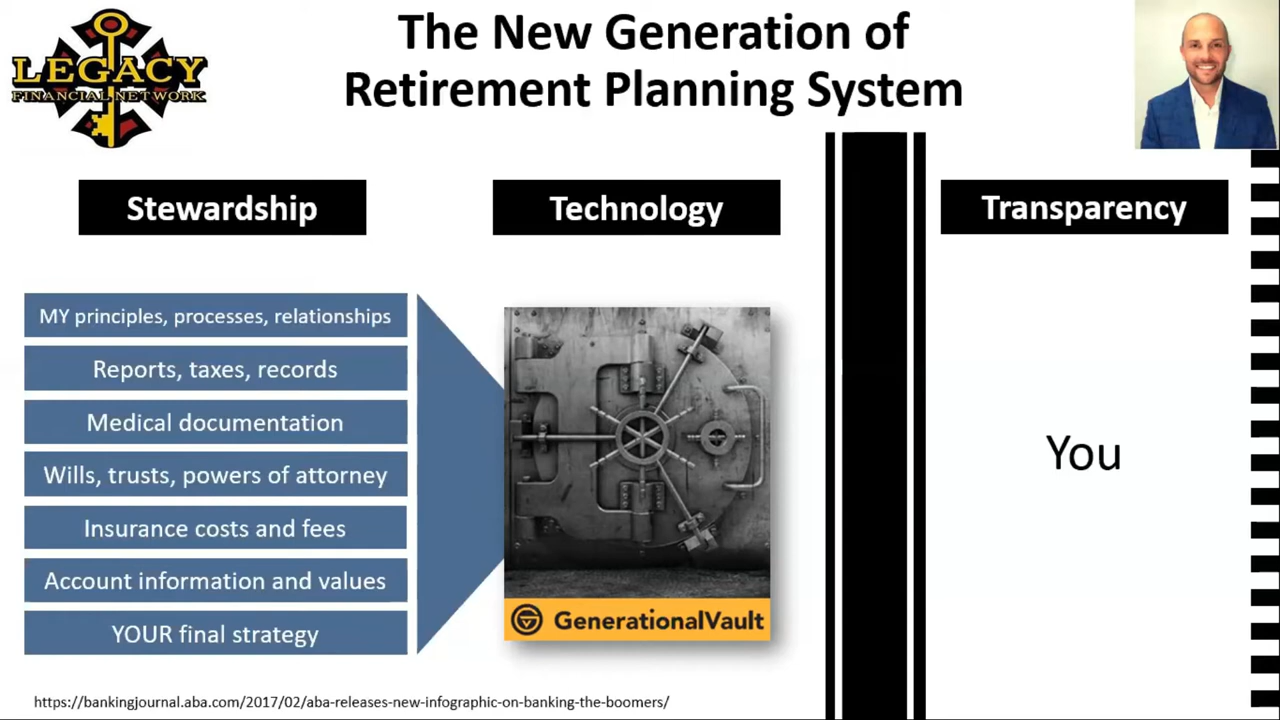 LEGACY
FINANCIAL NETWORK
The New Generation of
Retirement Planning System
Stewardship
Technology
Transparency
MY principles, processes, relationships
Reports, taxes, records
Medical documentation
Wills, trusts, powers of attorney
Insurance costs and fees
Account information and values
YOUR final strategy
GenerationalVault
You
https://bankingjournal.aba.com/2017/02/aba-releases-new-infographic-on-banking-the-boomers/